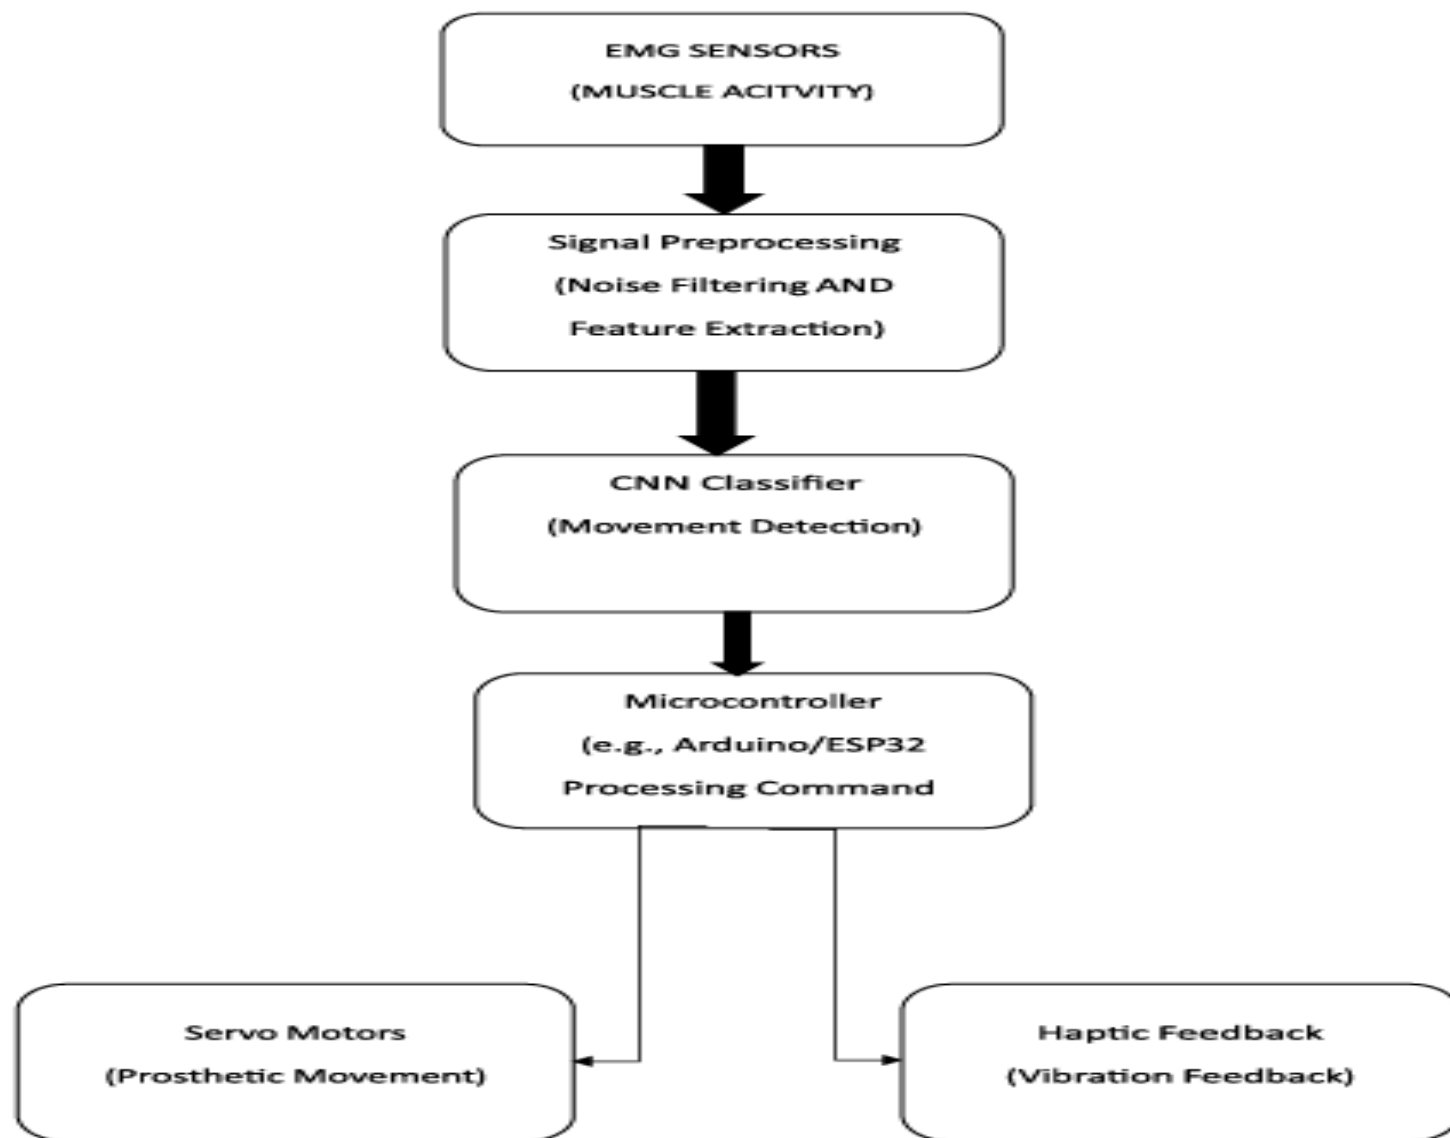 EMG SENSORS
(MUSCLE ACITVITY)
Signal Preprocessing
(Noise Filtering AND
Feature Extraction)
CNN Classifier
(Movement Detection)
Microcontroller
(e.g., Arduino/ESP32
Processing Command
Servo Motors
(Prosthetic Movement)
Haptic Feedback
(Vibration Feedback)